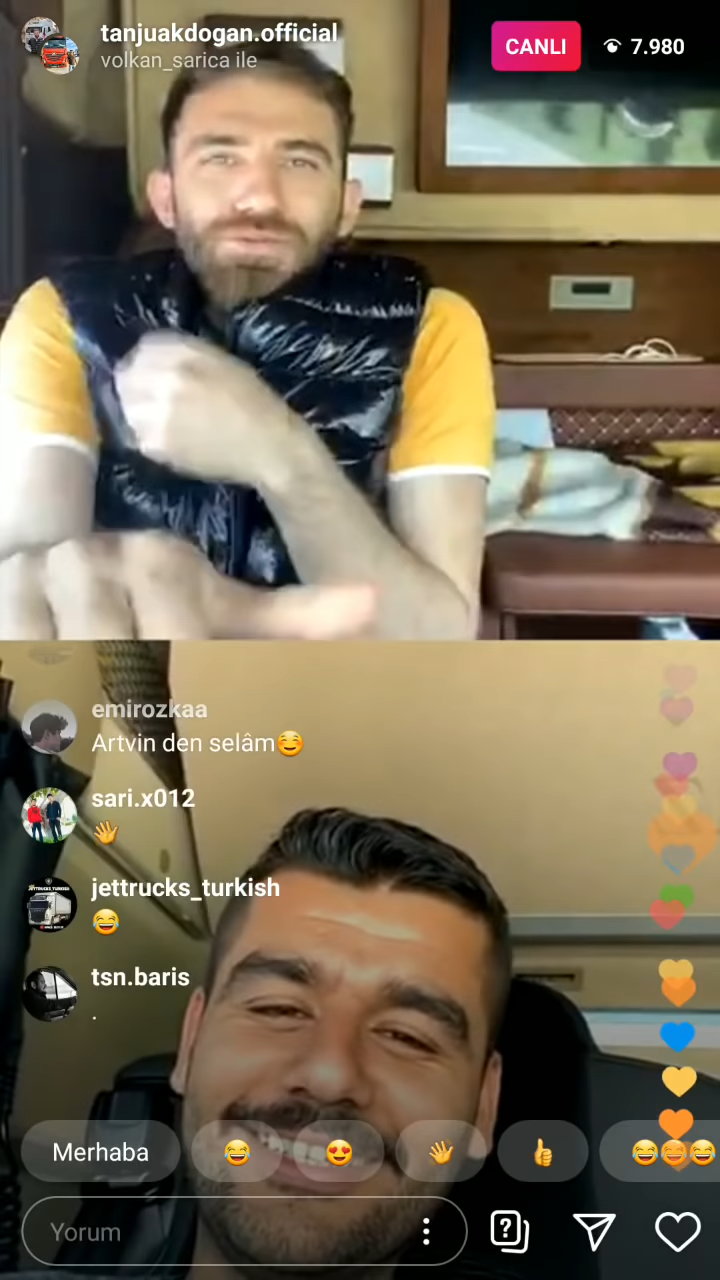 tanjuakdogan.official
volkan_sarica ile
CANLI
7.980
emirozkaa
Artvin den selâm😊
sari.x012
👋
jettrucks_turkish
😂
tsn.baris
.
Merhaba 😂 😍 👋 👍 😂😂😂
Yorum